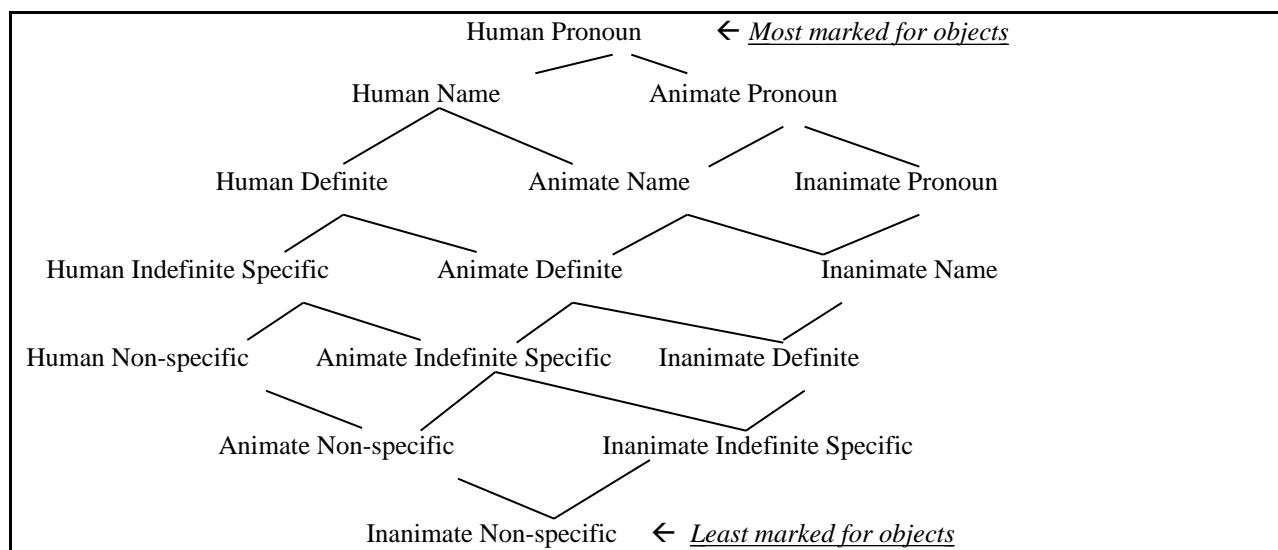 Human Pronoun ← Most marked for objects
Human Name Animate Pronoun
Human Definite Animate Name Inanimate Pronoun
Human Indefinite Specific Animate Definite Inanimate Name
Human Non-specific Animate Indefinite Specific Inanimate Definite
Animate Non-specific Inanimate Indefinite Specific
Inanimate Non-specific ← Least marked for objects